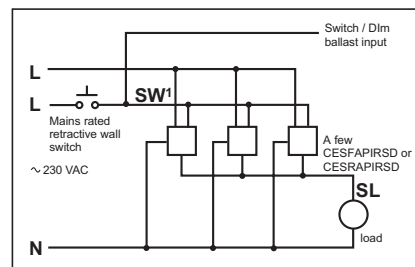 Switch / DIm
ballast input
L
L
SW1
Mains rated
retractive wall
switch
~ 230 VAC
A few
CESFAPIRSD or
CESRAPIRSD
SL
load
N